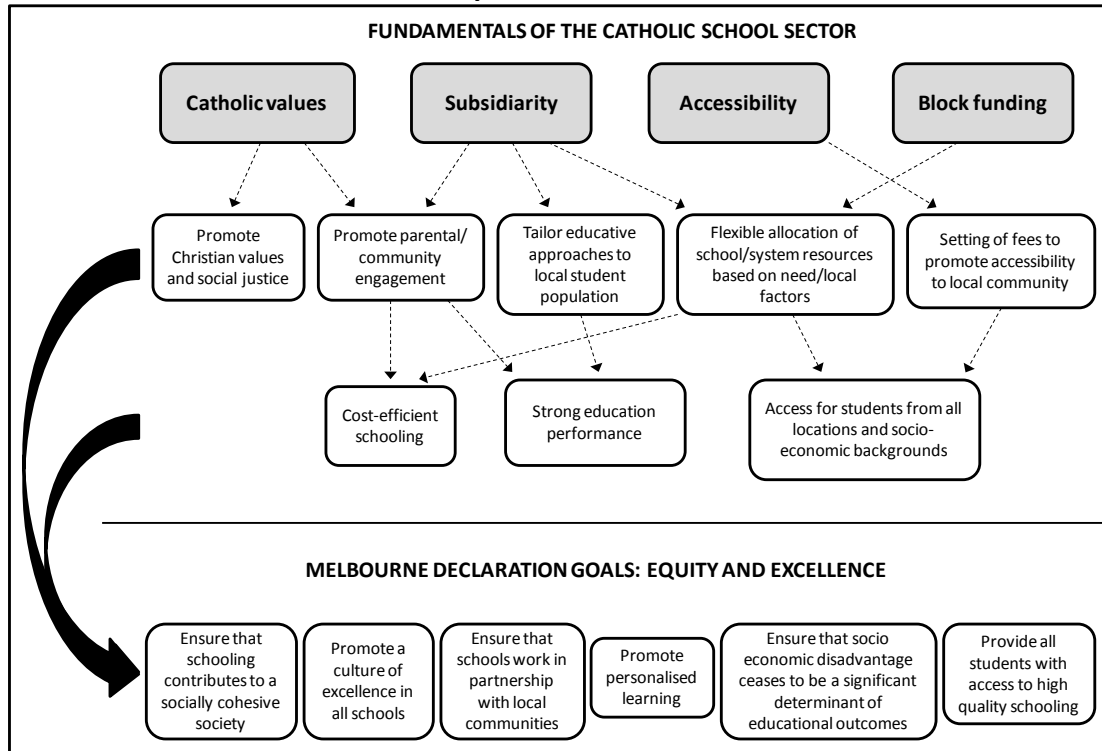 FUNDAMENTALS OF THE CATHOLIC SCHOOL SECTOR
Catholic values
Subsidiarity
Accessibility
Block funding
Promote
Christian values
and social justice
Promote parental/
community
engagement
Tailor educative
approaches to
local student
population
Flexible allocation of
school/system resources
based on need/local
factors
Setting of fees to
promote accessibility
to local community
Cost-efficient
schooling
Strong education
performance
Access for students from all
locations and socio-
economic backgrounds
MELBOURNE DECLARATION GOALS: EQUITY AND EXCELLENCE
Ensure that
schooling
contributes to a
socially cohesive
society
Promote a
culture of
excellence in
all schools
Ensure that
schools work in
partnership
with local
communities
Promote
personalised
learning
Ensure that socio
economic disadvantage
ceases to be a significant
determinant of
educational outcomes
Provide all
students with
access to high
quality schooling